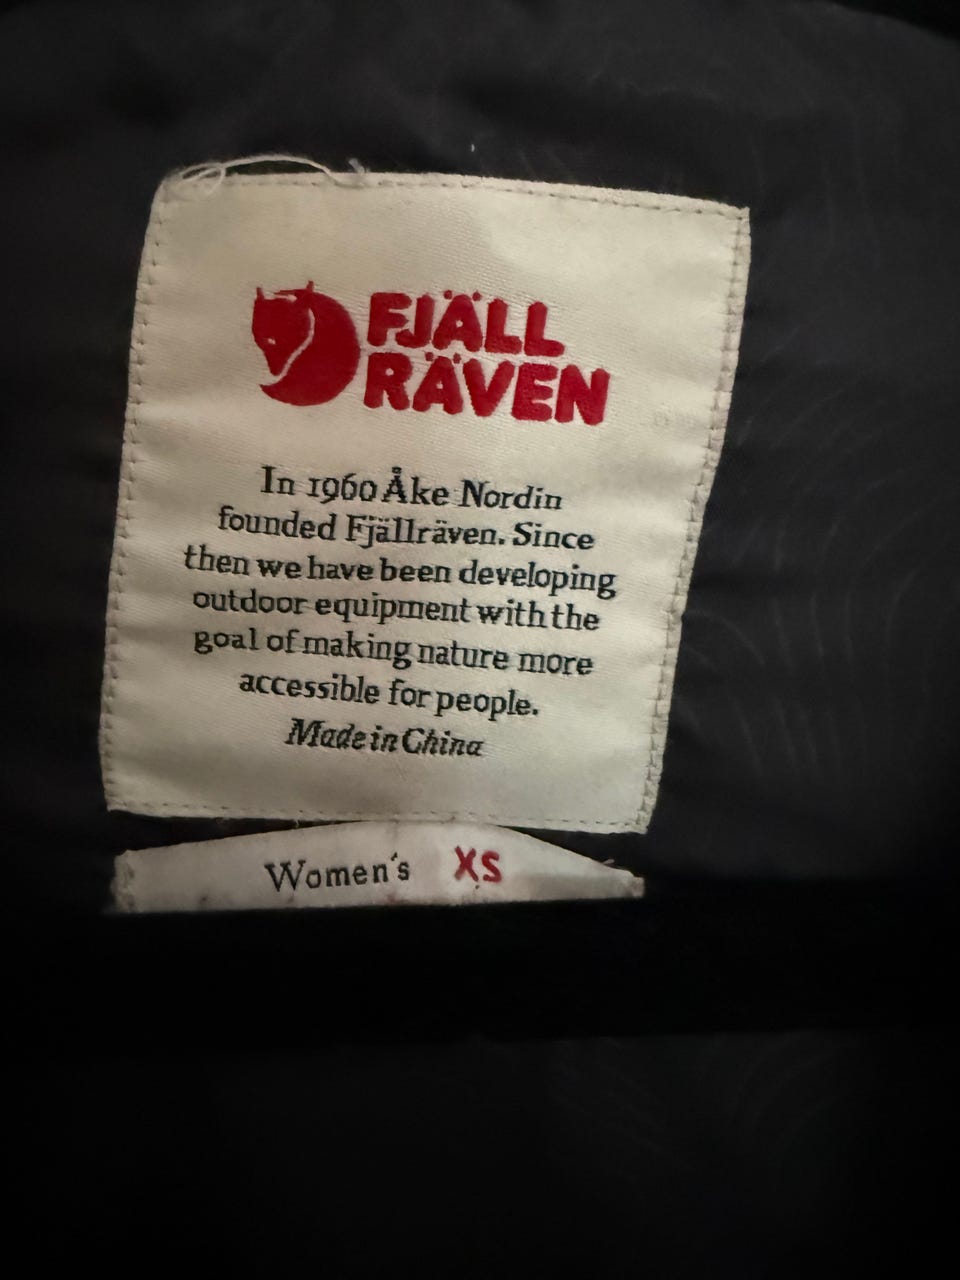 FJÄLL
RÄVEN
In 1960 Åke Nordin
founded Fjällräven. Since
then we have been developing
outdoor equipment with the
goal of making nature more
accessible for people.
Made in China
Women's XS